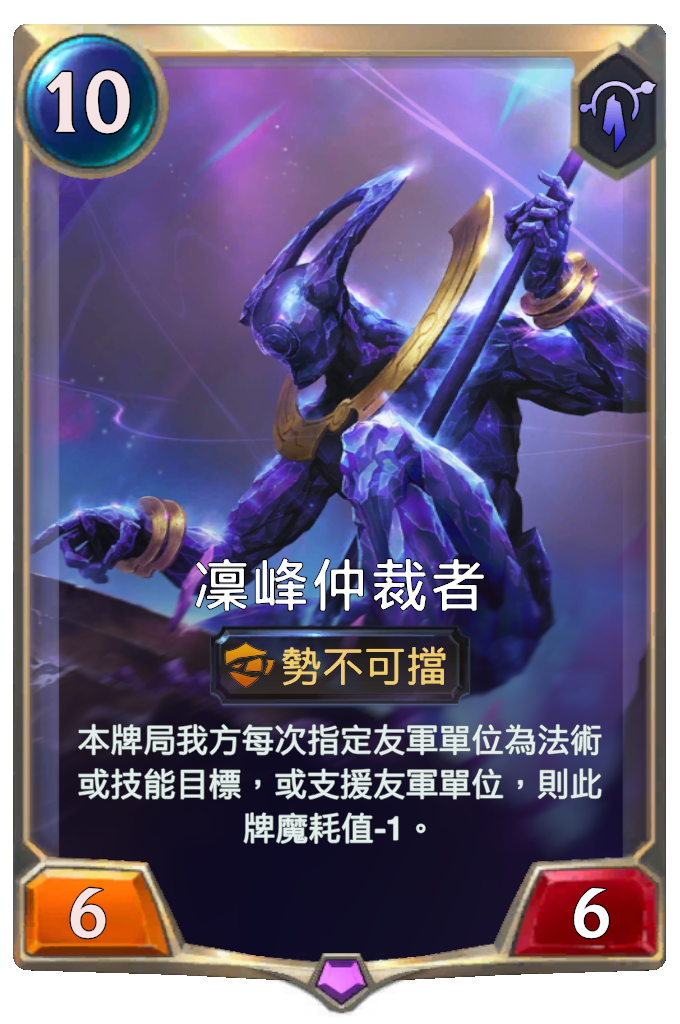 10
凜峰仲裁者
勢不可擋
本牌局我方每次指定友軍單位為法術
或技能目標，或支援友軍單位，則此
牌魔耗值-1。
6
6